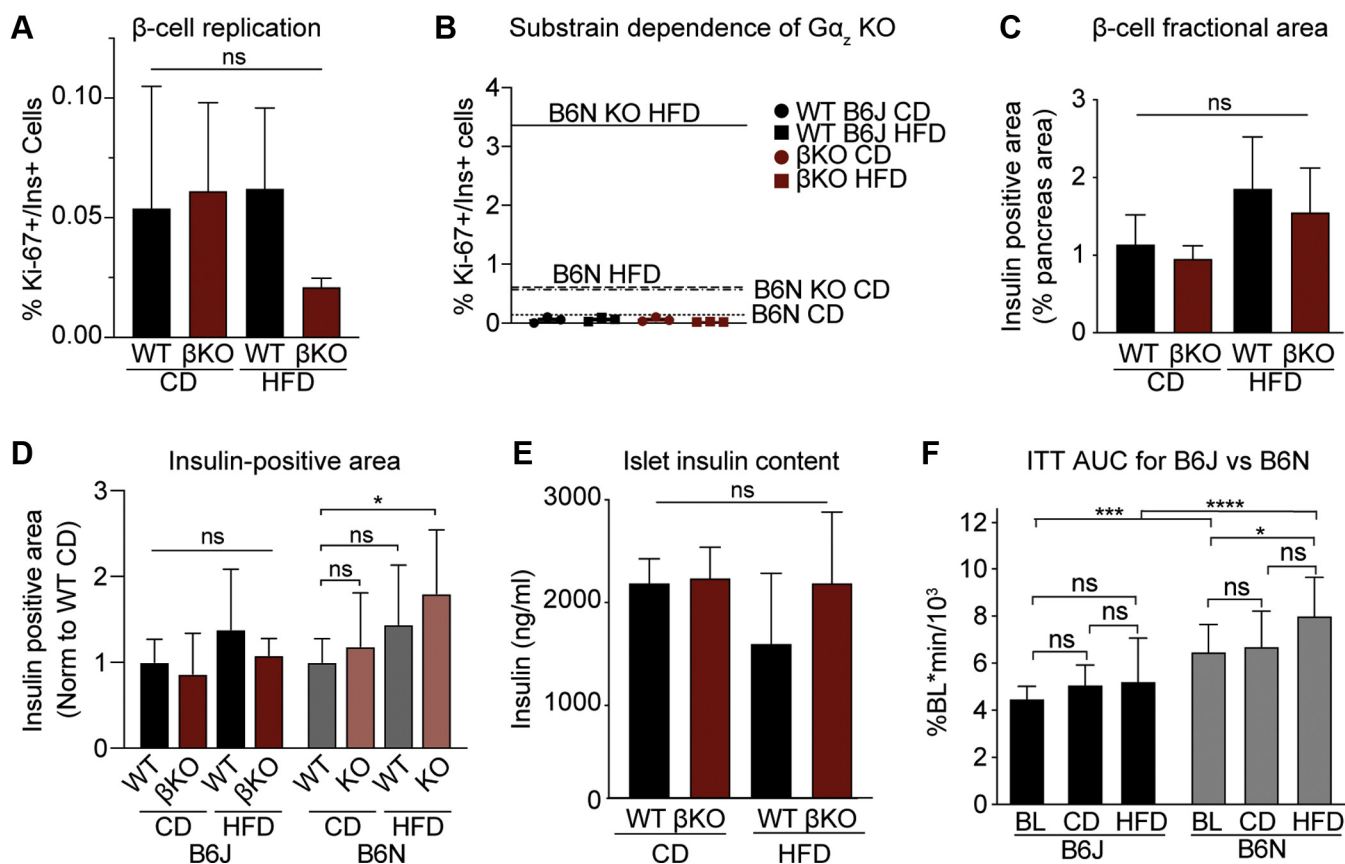 A
β-cell replication
ns
% Ki-67+/Ins+ Cells
0.10
0.05
0.00
WT βKO WT βKO
CD HFD
B
Substrain dependence of Gα_z KO
% Ki-67+/Ins+ cells
4
3
2
1
0
B6N KO HFD
WT B6J CD
WT B6J HFD
βKO CD
βKO HFD
B6N HFD
B6N KO CD
B6N CD
C
β-cell fractional area
ns
Insulin positive area
(% pancreas area)
3
2
1
0
WT βKO WT βKO
CD HFD
D
Insulin-positive area
Insulin positive area
(Norm to WT CD)
3
2
1
0
ns
*
ns
ns
WT βKO WT βKO WT KO WT KO
CD HFD CD HFD
B6J B6N
E
Islet insulin content
ns
Insulin (ng/ml)
3000
2000
1000
0
WT βKO WT βKO
CD HFD
F
ITT AUC for B6J vs B6N
%BL*min/10³
12
10
8
6
4
2
0
*** ****
*
ns
ns
ns
ns
ns
BL CD HFD BL CD HFD
B6J B6N